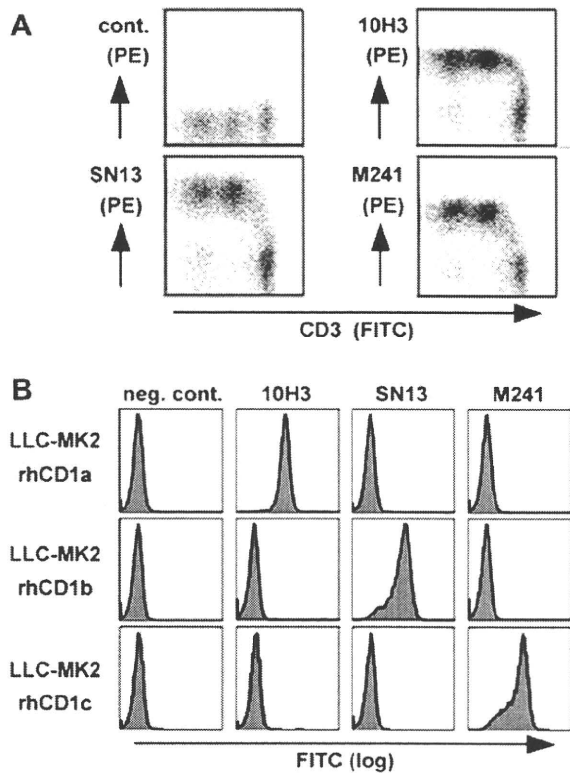 A
cont.
(PE)
10H3
(PE)
SN13
(PE)
M241
(PE)
CD3 (FITC)
B
neg. cont. 10H3 SN13 M241
LLC-MK2
rhCD1a
LLC-MK2
rhCD1b
LLC-MK2
rhCD1c
FITC (log)